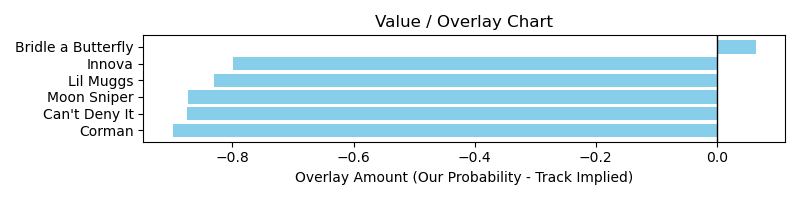 Value / Overlay Chart
Bridle a Butterfly
Innova
Lil Muggs
Moon Sniper
Can't Deny It
Corman
−0.8 −0.6 −0.4 −0.2 0.0
Overlay Amount (Our Probability - Track Implied)